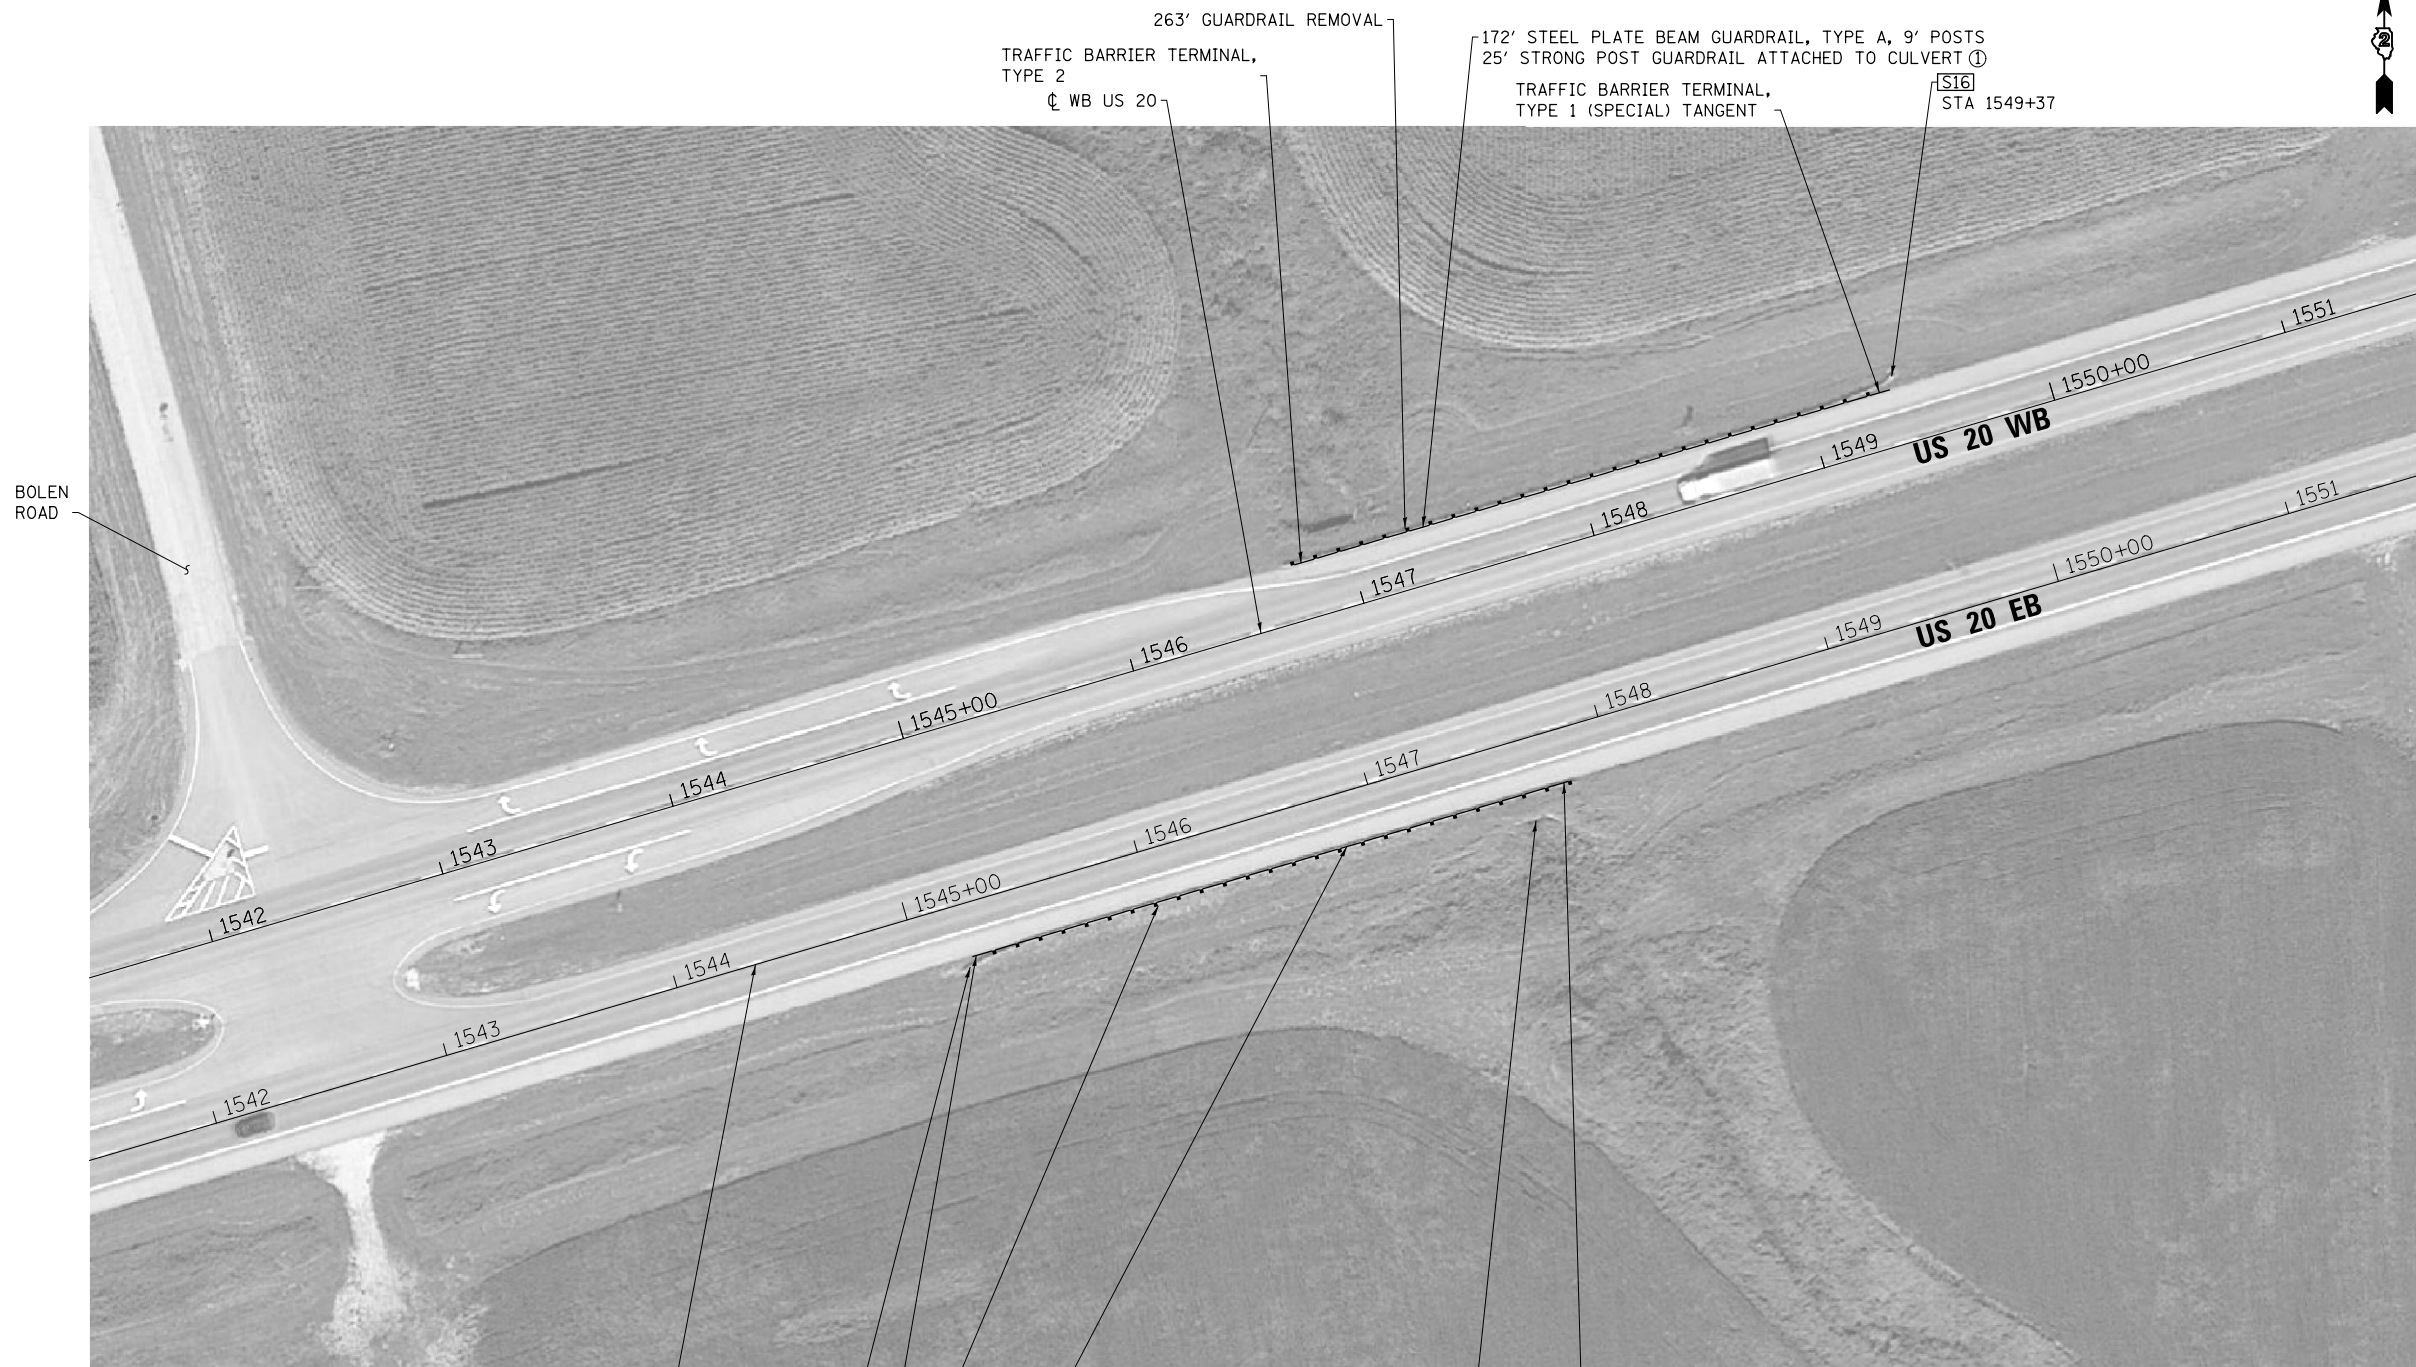 263' GUARDRAIL REMOVAL
172' STEEL PLATE BEAM GUARDRAIL, TYPE A, 9' POSTS
25' STRONG POST GUARDRAIL ATTACHED TO CULVERT ①
TRAFFIC BARRIER TERMINAL,
TYPE 2
℄ WB US 20
TRAFFIC BARRIER TERMINAL,
TYPE 1 (SPECIAL) TANGENT
S16
STA 1549+37
2
BOLEN
ROAD
1542
1543
1544
1545+00
1546
1547
1548
1549
1550+00
1551
US 20 WB
1542
1543
1544
1545+00
1546
1547
1548
1549
1550+00
1551
US 20 EB